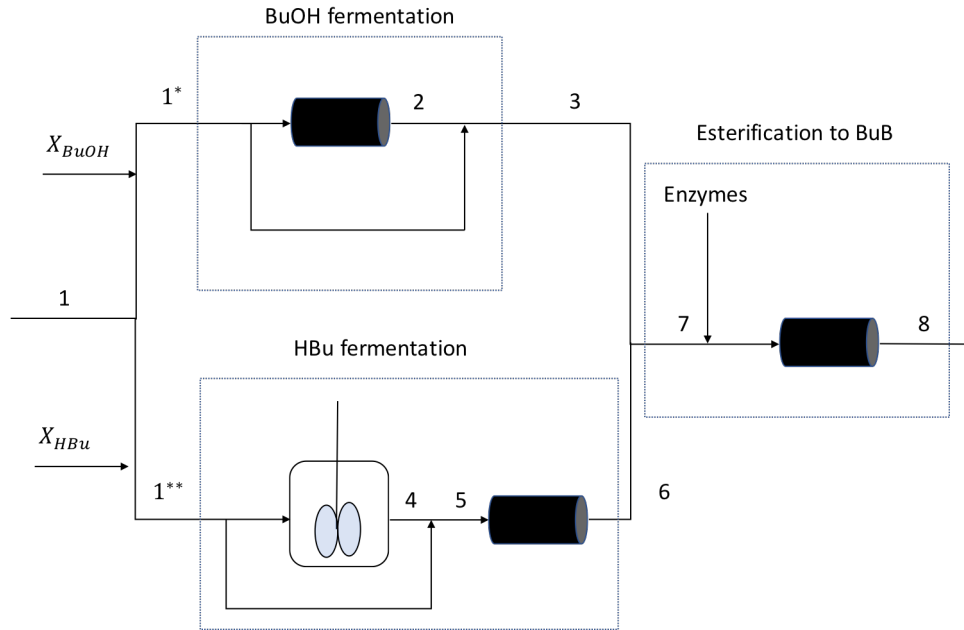 BuOH fermentation
1*
2
3
X_BuOH
Esterification to BuB
Enzymes
1
7
8
HBu fermentation
X_HBu
1**
4
5
6